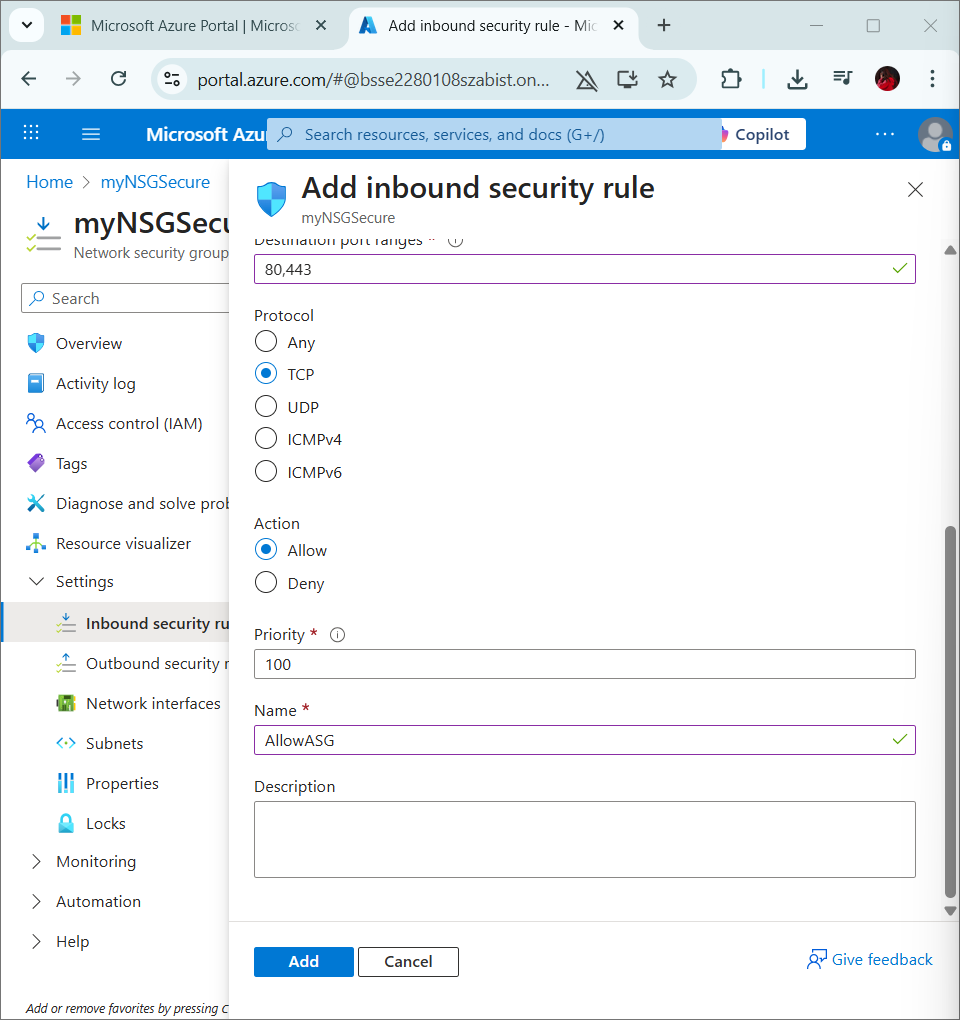 Microsoft Azure Portal | Micros
Add inbound security rule - Mic
portal.azure.com/#@bsse2280108szabist.on...
Microsoft Azu
Search resources, services, and docs (G+/)
Copilot
Home
myNSGSecure
myNSGSecu
Network security group
Search
Overview
Activity log
Access control (IAM)
Tags
Diagnose and solve prob
Resource visualizer
Settings
Inbound security ru
Outbound security r
Network interfaces
Subnets
Properties
Locks
Monitoring
Automation
Help
Add or remove favorites by pressing C
Add inbound security rule
myNSGSecure
Destination port ranges *
80,443
Protocol
Any
TCP
UDP
ICMPv4
ICMPv6
Action
Allow
Deny
Priority *
100
Name *
AllowASG
Description
Add
Cancel
Give feedback